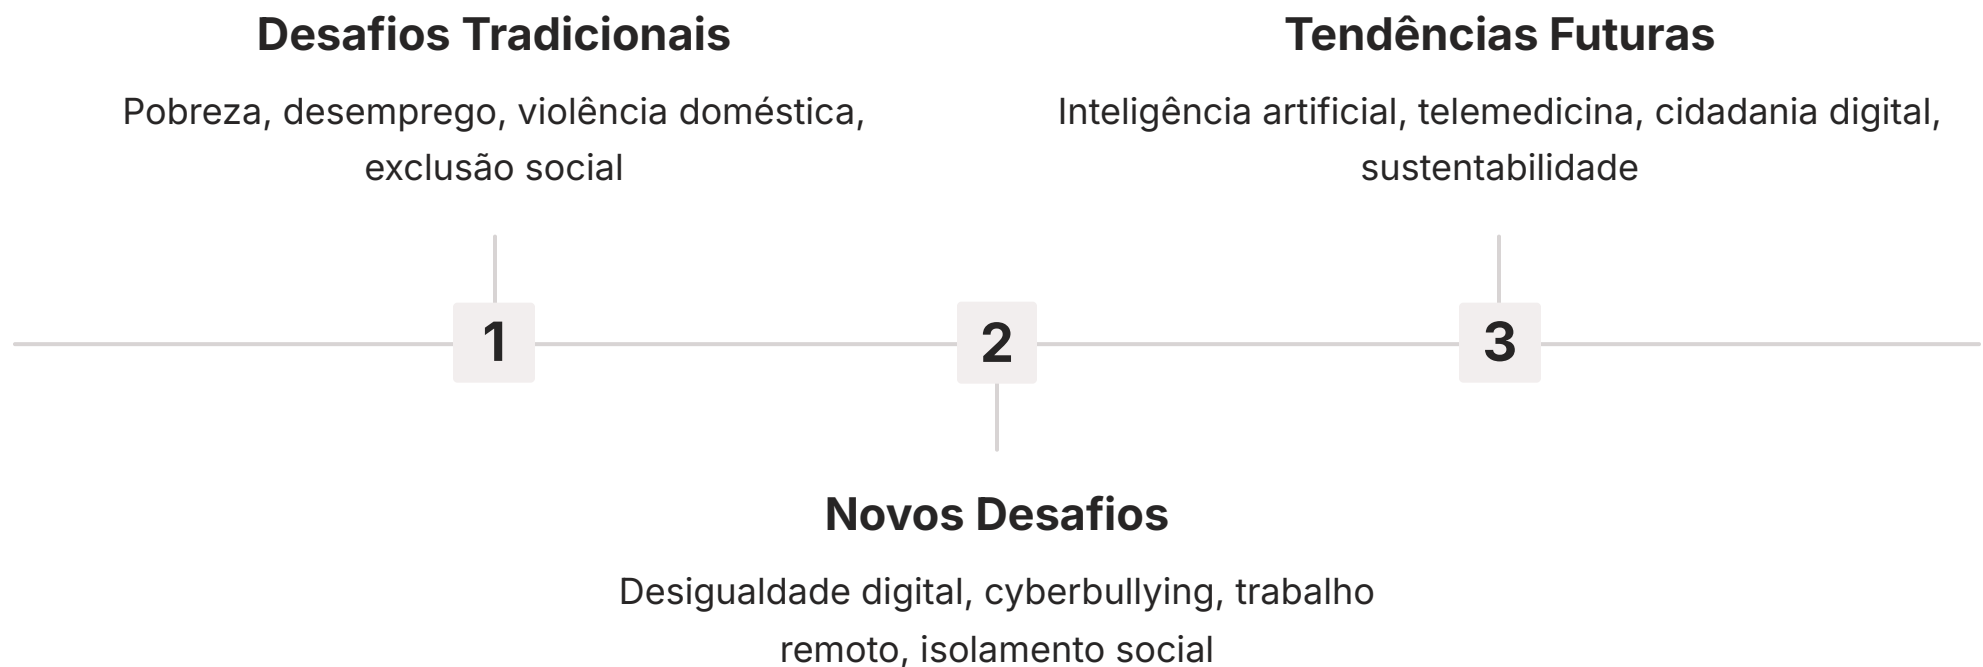 Desafios Tradicionais
Pobreza, desemprego, violência doméstica,
exclusão social
Tendências Futuras
Inteligência artificial, telemedicina, cidadania digital,
sustentabilidade
1
2
3
Novos Desafios
Desigualdade digital, cyberbullying, trabalho
remoto, isolamento social